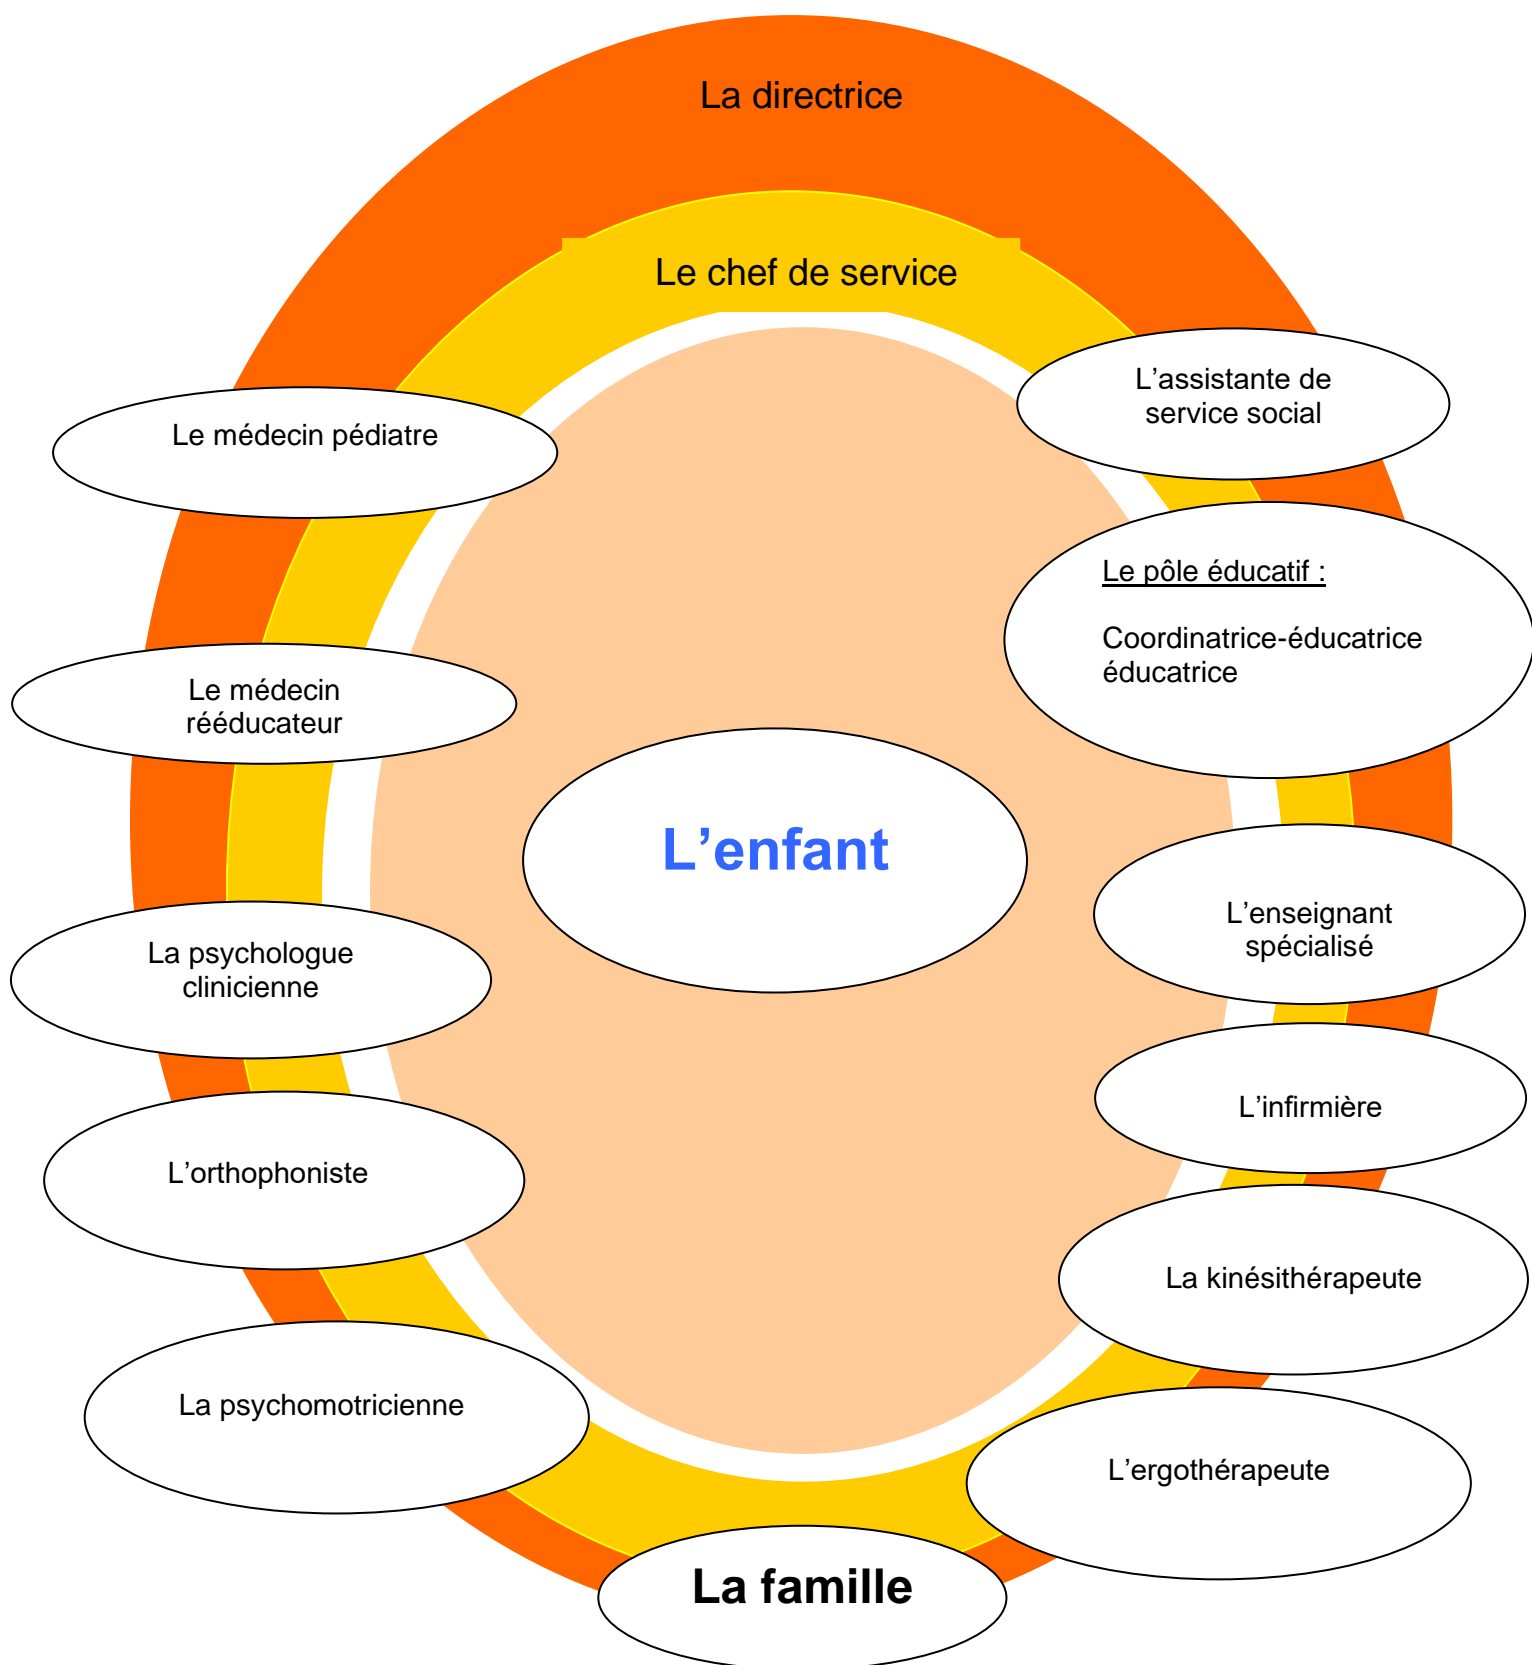 La directrice
Le chef de service
L’assistante de
service social
Le médecin pédiatre
Le pôle éducatif :
Coordinatrice-éducatrice
éducatrice
Le médecin
rééducateur
L’enfant
L’enseignant
spécialisé
La psychologue
clinicienne
L’infirmière
L’orthophoniste
La kinésithérapeute
La psychomotricienne
L’ergothérapeute
La famille